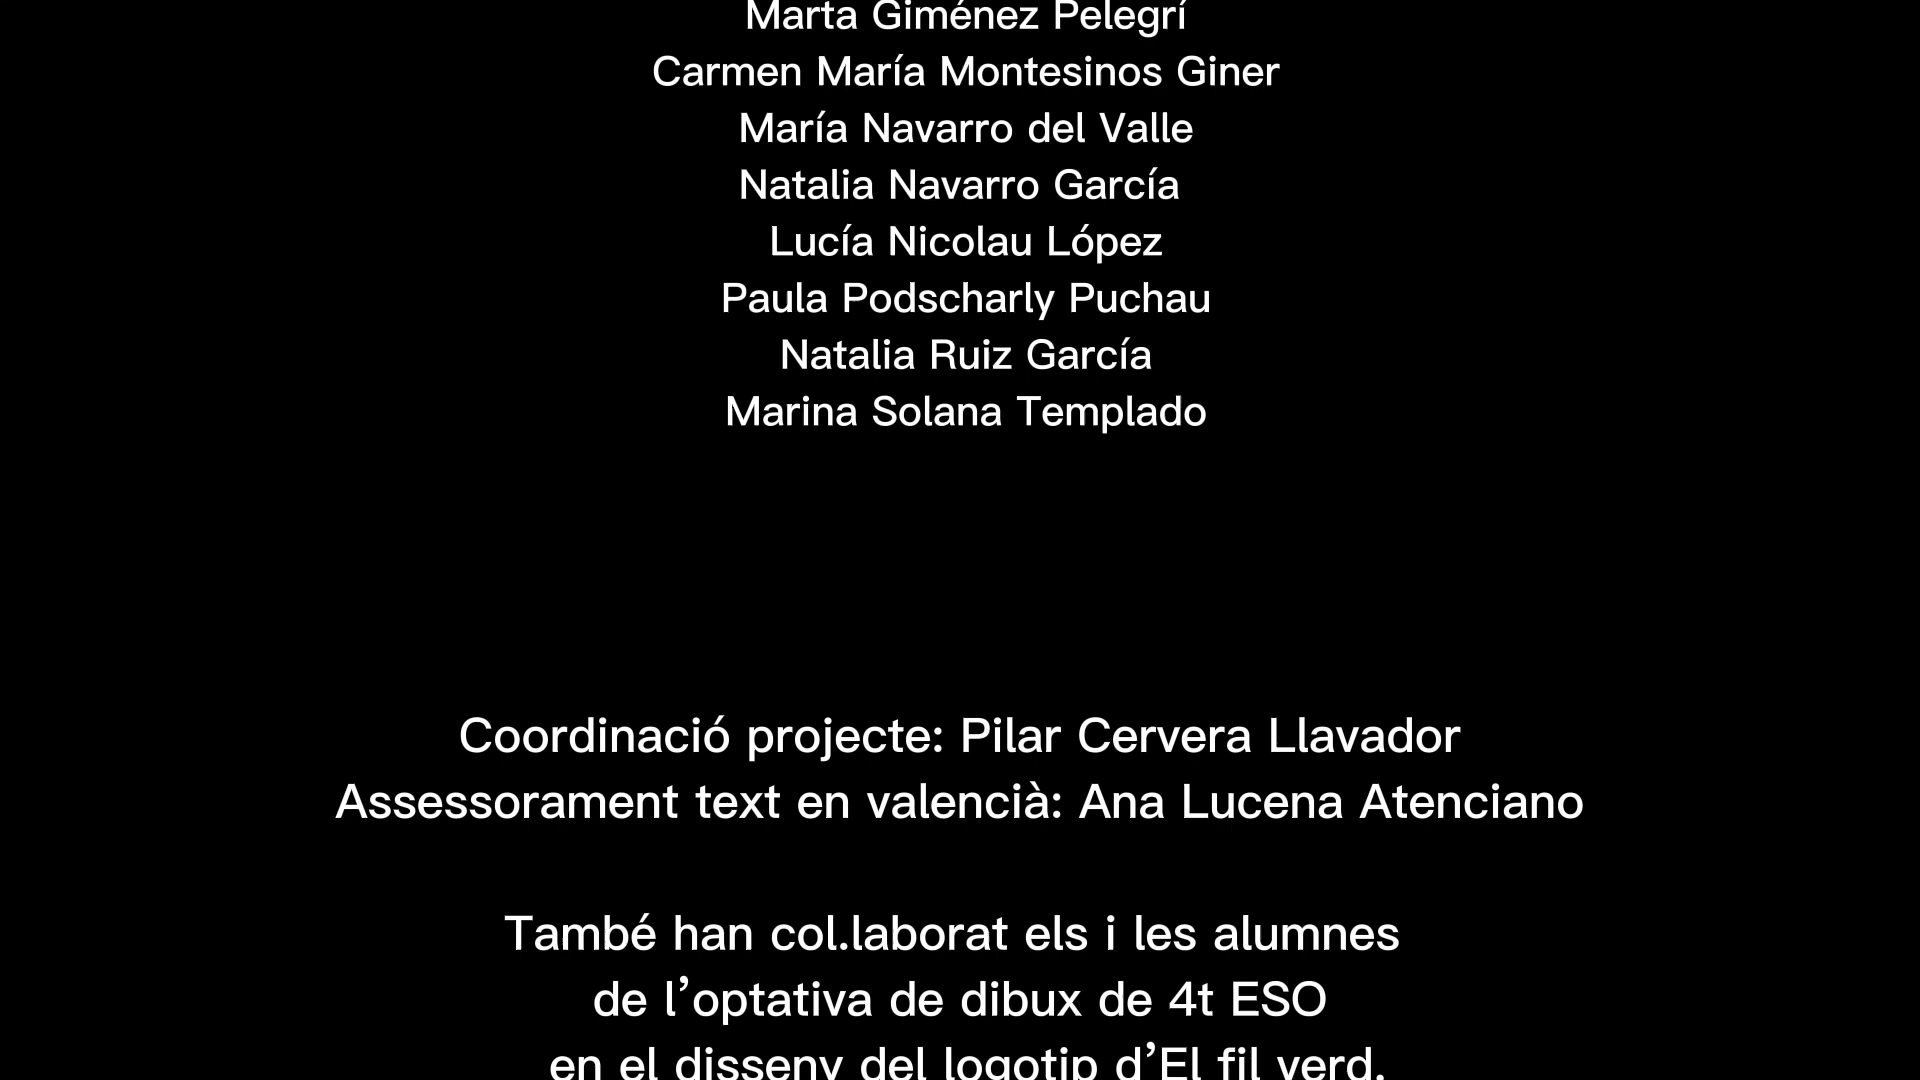 Marta Giménez Pelegrí
Carmen María Montesinos Giner
María Navarro del Valle
Natalia Navarro García
Lucía Nicolau López
Paula Podscharly Puchau
Natalia Ruiz García
Marina Solana Templado
Coordinació projecte: Pilar Cervera Llavador
Assessorament text en valencià: Ana Lucena Atenciano
També han col.laborat els i les alumnes
de l’optativa de dibux de 4t ESO
en el disseny del logotip d’El fil verd.